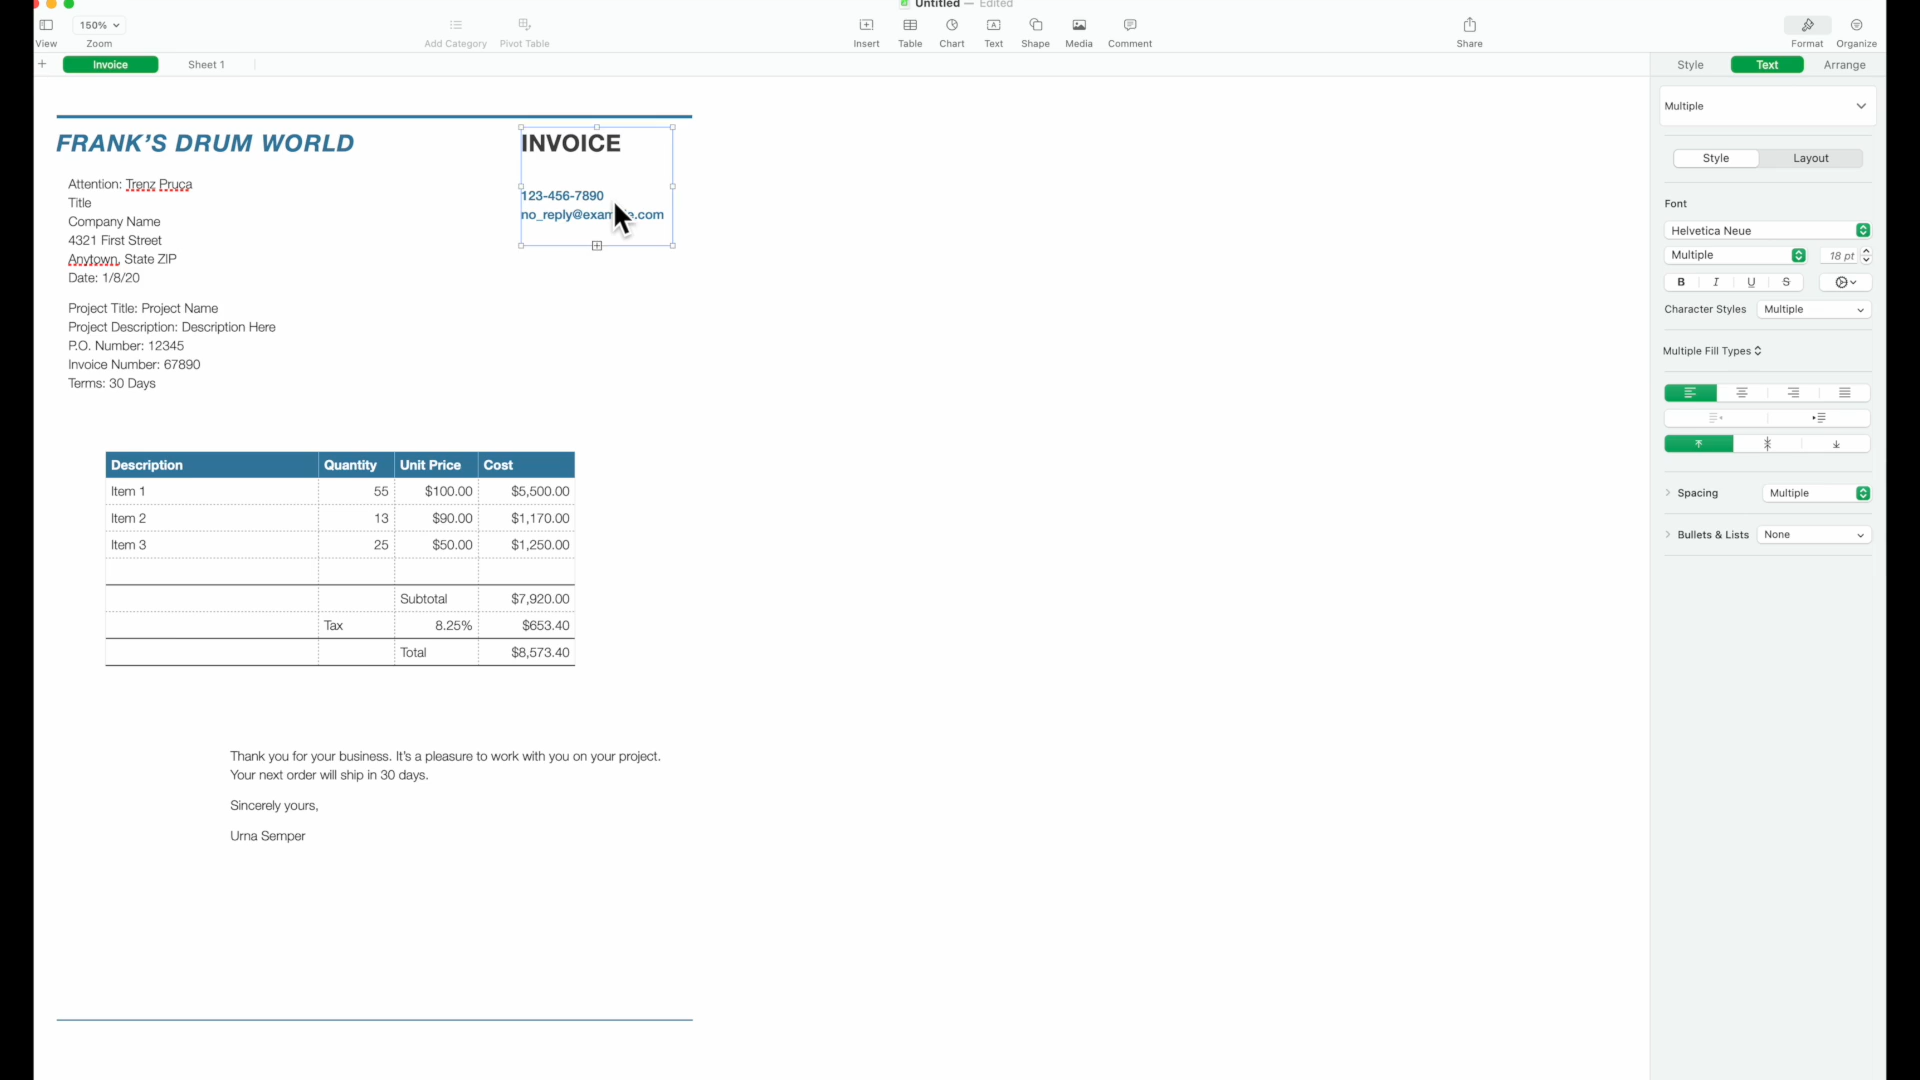 Untitled — Edited
150%
View
Zoom
Add Category
Pivot Table
Insert
Table
Chart
Text
Shape
Media
Comment
Share
Format
Organize
+
Invoice
Sheet 1
Style
Text
Arrange
FRANK’S DRUM WORLD
INVOICE
123-456-7890
Attention: Trenz Pruca
Title
Company Name
4321 First Street
Anytown, State ZIP
Date: 1/8/20
Project Title: Project Name
Project Description: Description Here
P.O. Number: 12345
Invoice Number: 67890
Terms: 30 Days
Description Quantity Unit Price Cost
Item 1 55 $100.00 $5,500.00
Item 2 13 $90.00 $1,170.00
Item 3 25 $50.00 $1,250.00
Subtotal $7,920.00
Tax 8.25% $653.40
Total $8,573.40
Thank you for your business. It’s a pleasure to work with you on your project.
Your next order will ship in 30 days.
Sincerely yours,
Urna Semper
Multiple
Style
Layout
Font
Helvetica Neue
Multiple
18 pt
B I U S
Character Styles Multiple
Multiple Fill Types
Spacing Multiple
Bullets & Lists None